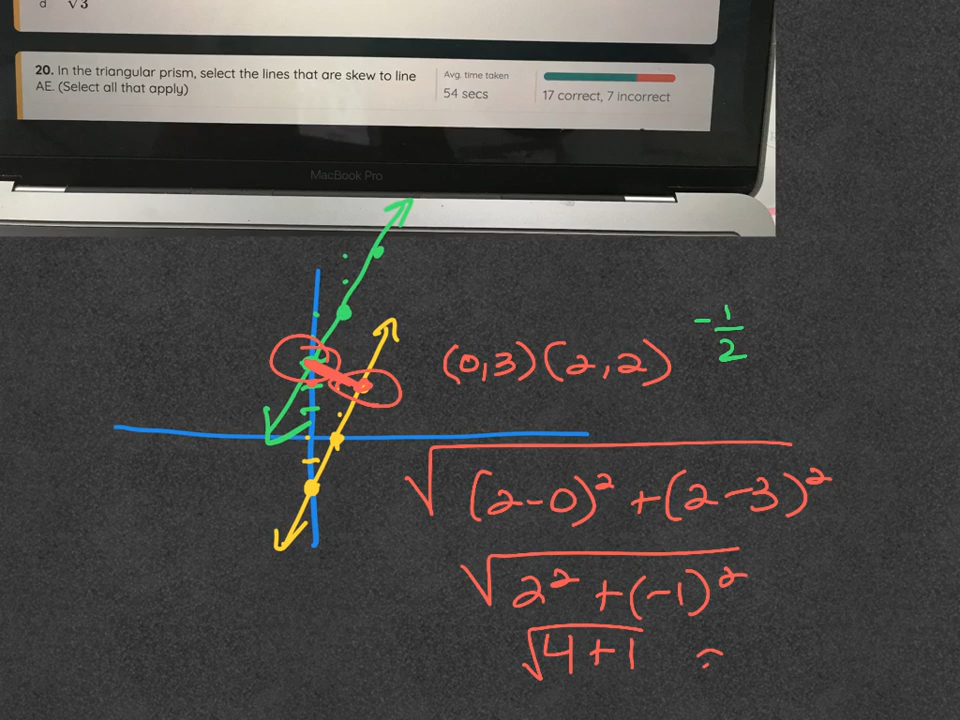 d √3
20. In the triangular prism, select the lines that are skew to line
AE. (Select all that apply)
Avg. time taken
54 secs
17 correct, 7 incorrect
MacBook Pro
(0,3)(2,2)
-1/2
√(2-0)² +(2-3)²
√2² +(-1)²
√4+1 =